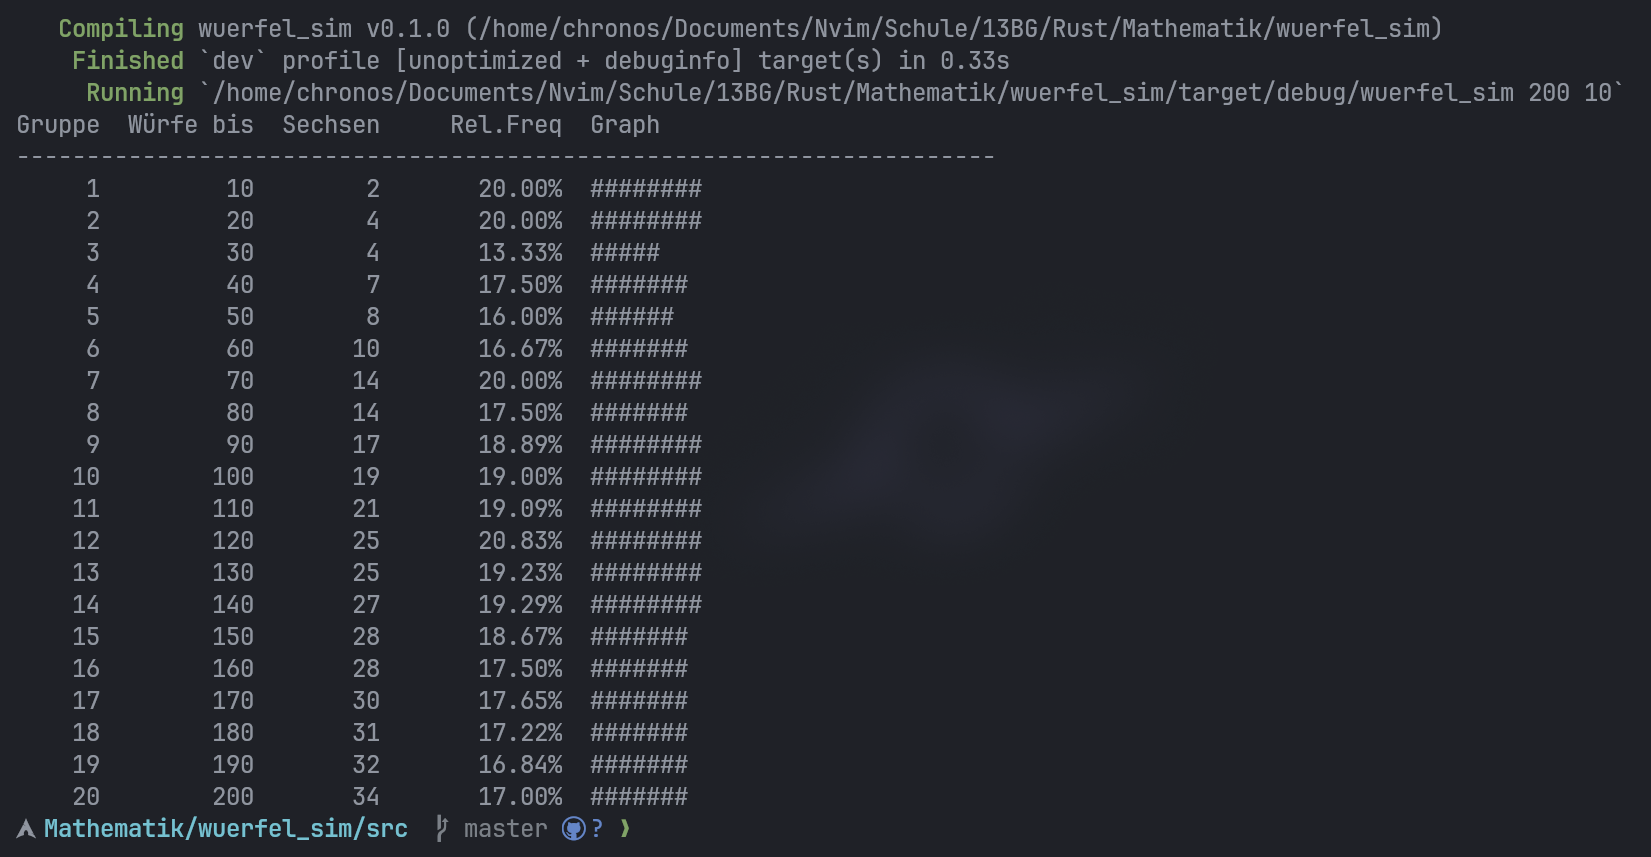 Compiling wuerfel_sim v0.1.0 (/home/chronos/Documents/Nvim/Schule/13BG/Rust/Mathematik/wuerfel_sim)
Finished `dev` profile [unoptimized + debuginfo] target(s) in 0.33s
Running `/home/chronos/Documents/Nvim/Schule/13BG/Rust/Mathematik/wuerfel_sim/target/debug/wuerfel_sim 200 10`
Gruppe  Würfe bis  Sechsen     Rel.Freq  Graph
----------------------------------------------------------------------
     1         10        2       20.00%  ########
     2         20        4       20.00%  ########
     3         30        4       13.33%  #####
     4         40        7       17.50%  #######
     5         50        8       16.00%  ######
     6         60       10       16.67%  #######
     7         70       14       20.00%  ########
     8         80       14       17.50%  #######
     9         90       17       18.89%  ########
    10        100       19       19.00%  ########
    11        110       21       19.09%  ########
    12        120       25       20.83%  ########
    13        130       25       19.23%  ########
    14        140       27       19.29%  ########
    15        150       28       18.67%  #######
    16        160       28       17.50%  #######
    17        170       30       17.65%  #######
    18        180       31       17.22%  #######
    19        190       32       16.84%  #######
    20        200       34       17.00%  #######
Mathematik/wuerfel_sim/src master ? ❯